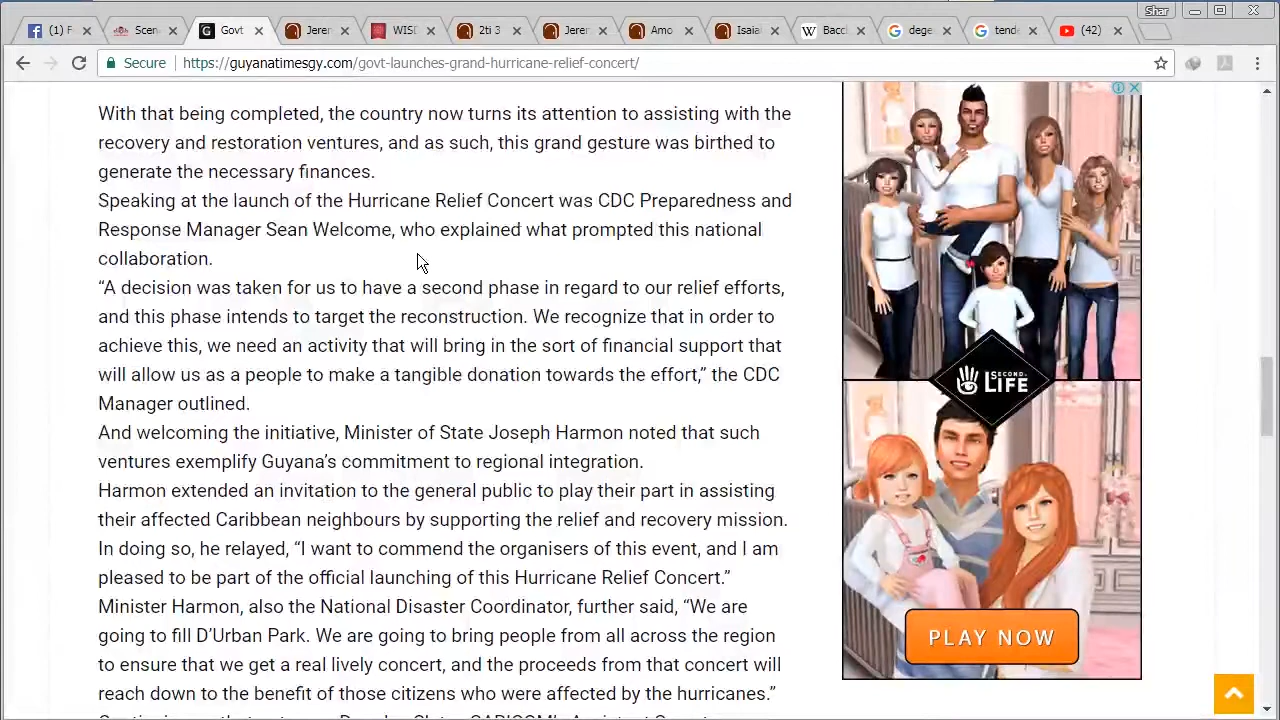 Shar
(1) F
Scen
Govt
Jerer
WISD
2ti 3
Jerer
Amo
Isaia
Bacch
dege
tend
(42)
Secure
https://guyanatimesgy.com/govt-launches-grand-hurricane-relief-concert/
With that being completed, the country now turns its attention to assisting with the
recovery and restoration ventures, and as such, this grand gesture was birthed to
generate the necessary finances.
Speaking at the launch of the Hurricane Relief Concert was CDC Preparedness and
Response Manager Sean Welcome, who explained what prompted this national
collaboration.
“A decision was taken for us to have a second phase in regard to our relief efforts,
and this phase intends to target the reconstruction. We recognize that in order to
achieve this, we need an activity that will bring in the sort of financial support that
will allow us as a people to make a tangible donation towards the effort,” the CDC
Manager outlined.
And welcoming the initiative, Minister of State Joseph Harmon noted that such
ventures exemplify Guyana’s commitment to regional integration.
Harmon extended an invitation to the general public to play their part in assisting
their affected Caribbean neighbours by supporting the relief and recovery mission.
In doing so, he relayed, “I want to commend the organisers of this event, and I am
pleased to be part of the official launching of this Hurricane Relief Concert.”
Minister Harmon, also the National Disaster Coordinator, further said, “We are
going to fill D’Urban Park. We are going to bring people from all across the region
to ensure that we get a real lively concert, and the proceeds from that concert will
reach down to the benefit of those citizens who were affected by the hurricanes.”
SECOND
LIFE
PLAY NOW